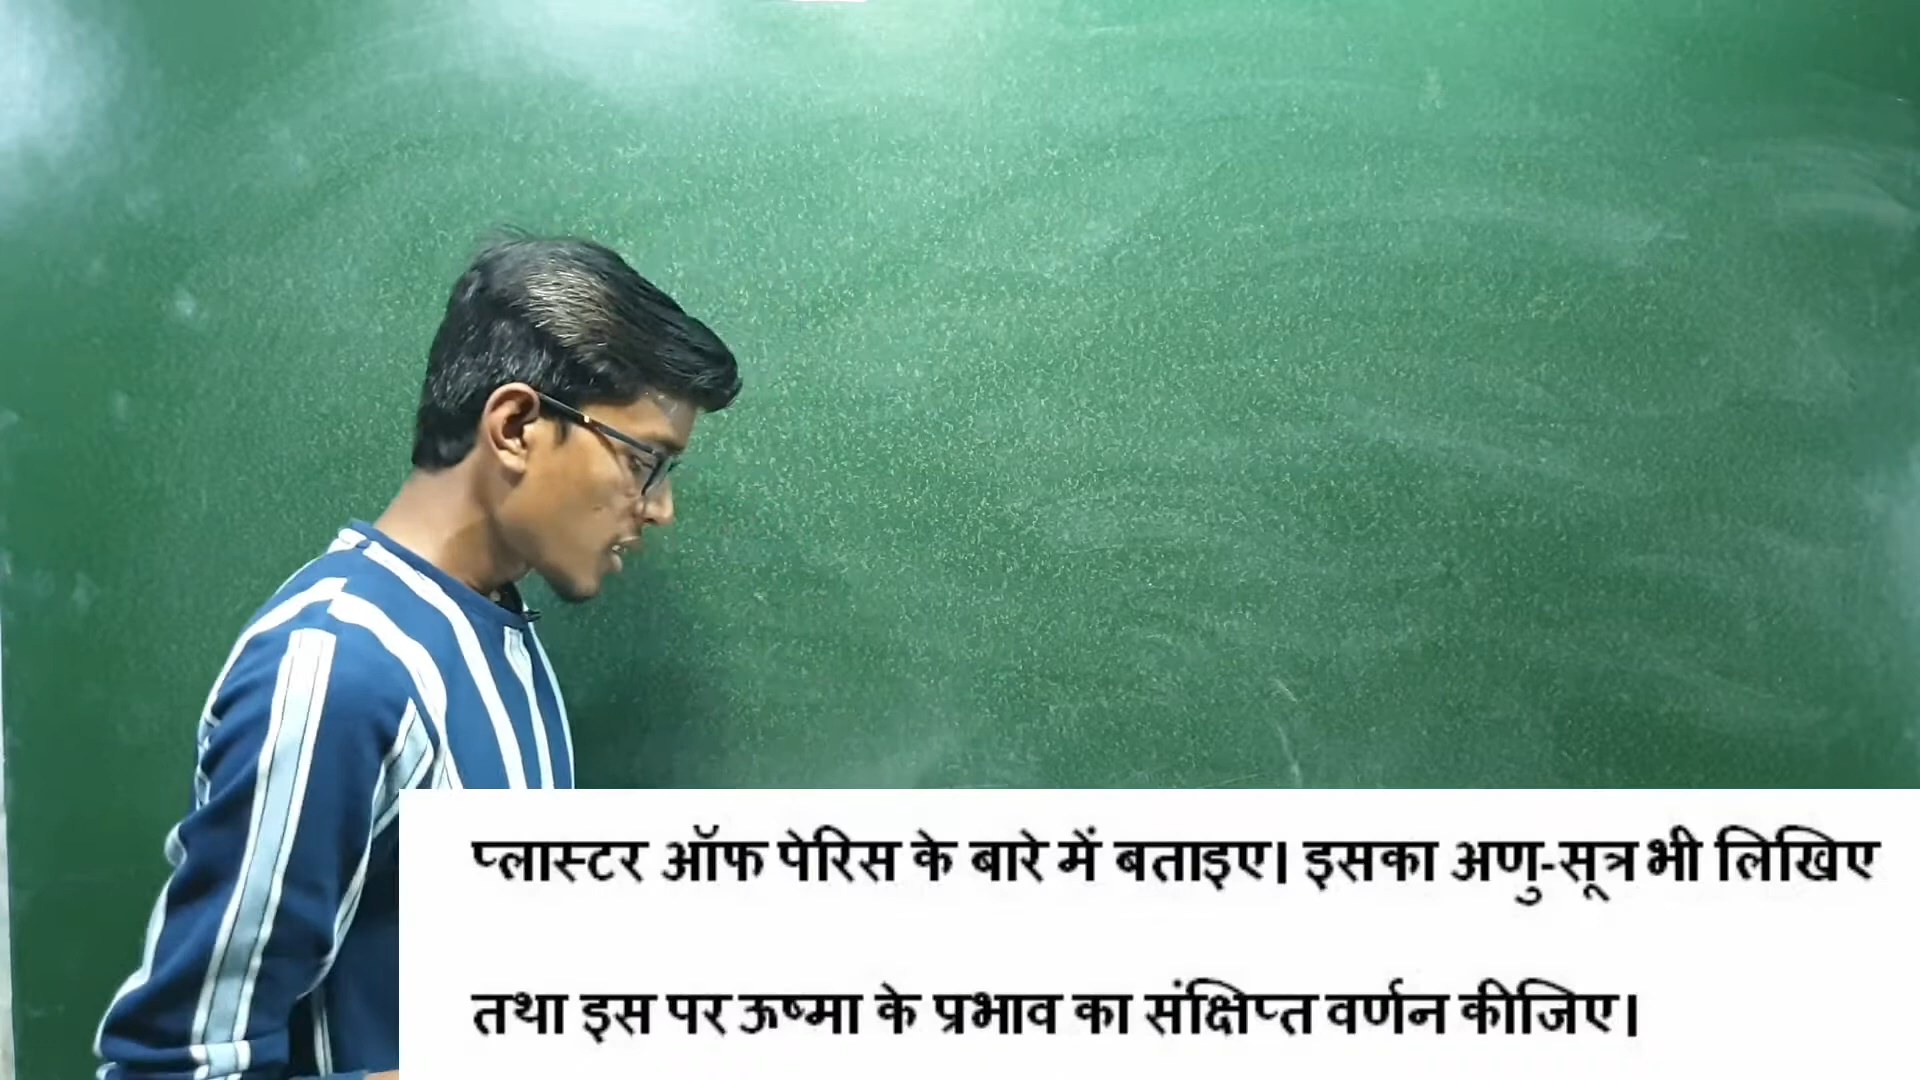 प्लास्टर ऑफ पेरिस के बारे में बताइए। इसका अणु-सूत्र भी लिखिए
तथा इस पर ऊष्मा के प्रभाव का संक्षिप्त वर्णन कीजिए।